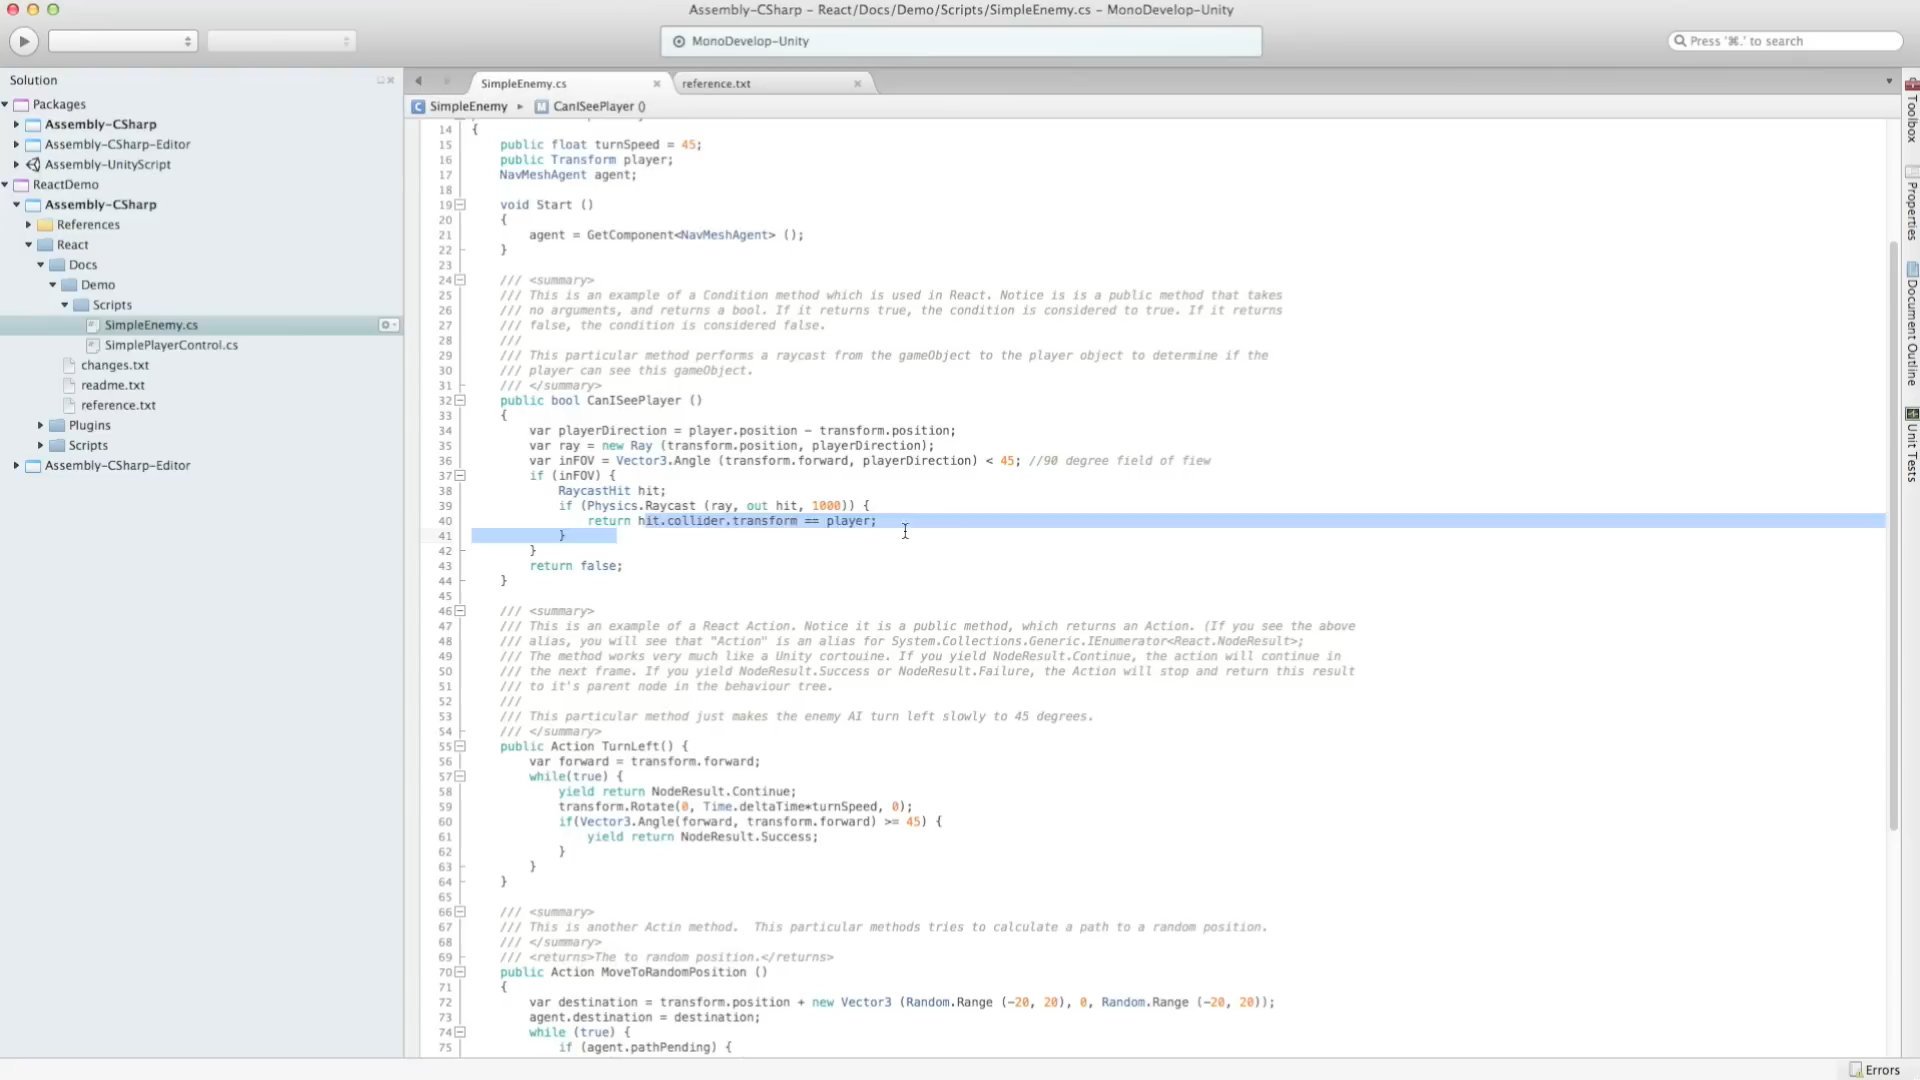 Assembly-CSharp – React/Docs/Demo/Scripts/SimpleEnemy.cs – MonoDevelop-Unity
MonoDevelop-Unity
Press '⌘.' to search
Solution
Packages
Assembly-CSharp
Assembly-CSharp-Editor
Assembly-UnityScript
ReactDemo
Assembly-CSharp
References
React
Docs
Demo
Scripts
SimpleEnemy.cs
SimplePlayerControl.cs
changes.txt
readme.txt
reference.txt
Plugins
Scripts
Assembly-CSharp-Editor
SimpleEnemy.cs
reference.txt
SimpleEnemy ▸ CanISeePlayer ()
14 {
15 public float turnSpeed = 45;
16 public Transform player;
17 NavMeshAgent agent;
18
19 void Start ()
20 {
21 agent = GetComponent<NavMeshAgent> ();
22 }
23
24 /// <summary>
25 /// This is an example of a Condition method which is used in React. Notice is is a public method that takes
26 /// no arguments, and returns a bool. If it returns true, the condition is considered to true. If it returns
27 /// false, the condition is considered false.
28 ///
29 /// This particular method performs a raycast from the gameObject to the player object to determine if the
30 /// player can see this gameObject.
31 /// </summary>
32 public bool CanISeePlayer ()
33 {
34 var playerDirection = player.position - transform.position;
35 var ray = new Ray (transform.position, playerDirection);
36 var inFOV = Vector3.Angle (transform.forward, playerDirection) < 45; //90 degree field of fiew
37 if (inFOV) {
38 RaycastHit hit;
39 if (Physics.Raycast (ray, out hit, 1000)) {
40 return hit.collider.transform == player;
41 }
42 }
43 return false;
44 }
45
46 /// <summary>
47 /// This is an example of a React Action. Notice it is a public method, which returns an Action. (If you see the above
48 /// alias, you will see that "Action" is an alias for System.Collections.Generic.IEnumerator<React.NodeResult>;
49 /// The method works very much like a Unity cortouine. If you yield NodeResult.Continue, the action will continue in
50 /// the next frame. If you yield NodeResult.Success or NodeResult.Failure, the Action will stop and return this result
51 /// to it's parent node in the behaviour tree.
52 ///
53 /// This particular method just makes the enemy AI turn left slowly to 45 degrees.
54 /// </summary>
55 public Action TurnLeft() {
56 var forward = transform.forward;
57 while(true) {
58 yield return NodeResult.Continue;
59 transform.Rotate(0, Time.deltaTime*turnSpeed, 0);
60 if(Vector3.Angle(forward, transform.forward) >= 45) {
61 yield return NodeResult.Success;
62 }
63 }
64 }
65
66 /// <summary>
67 /// This is another Actin method.  This particular methods tries to calculate a path to a random position.
68 /// </summary>
69 /// <returns>The to random position.</returns>
70 public Action MoveToRandomPosition ()
71 {
72 var destination = transform.position + new Vector3 (Random.Range (-20, 20), 0, Random.Range (-20, 20));
73 agent.destination = destination;
74 while (true) {
75 if (agent.pathPending) {
Toolbox
Properties
Document Outline
Unit Tests
Errors